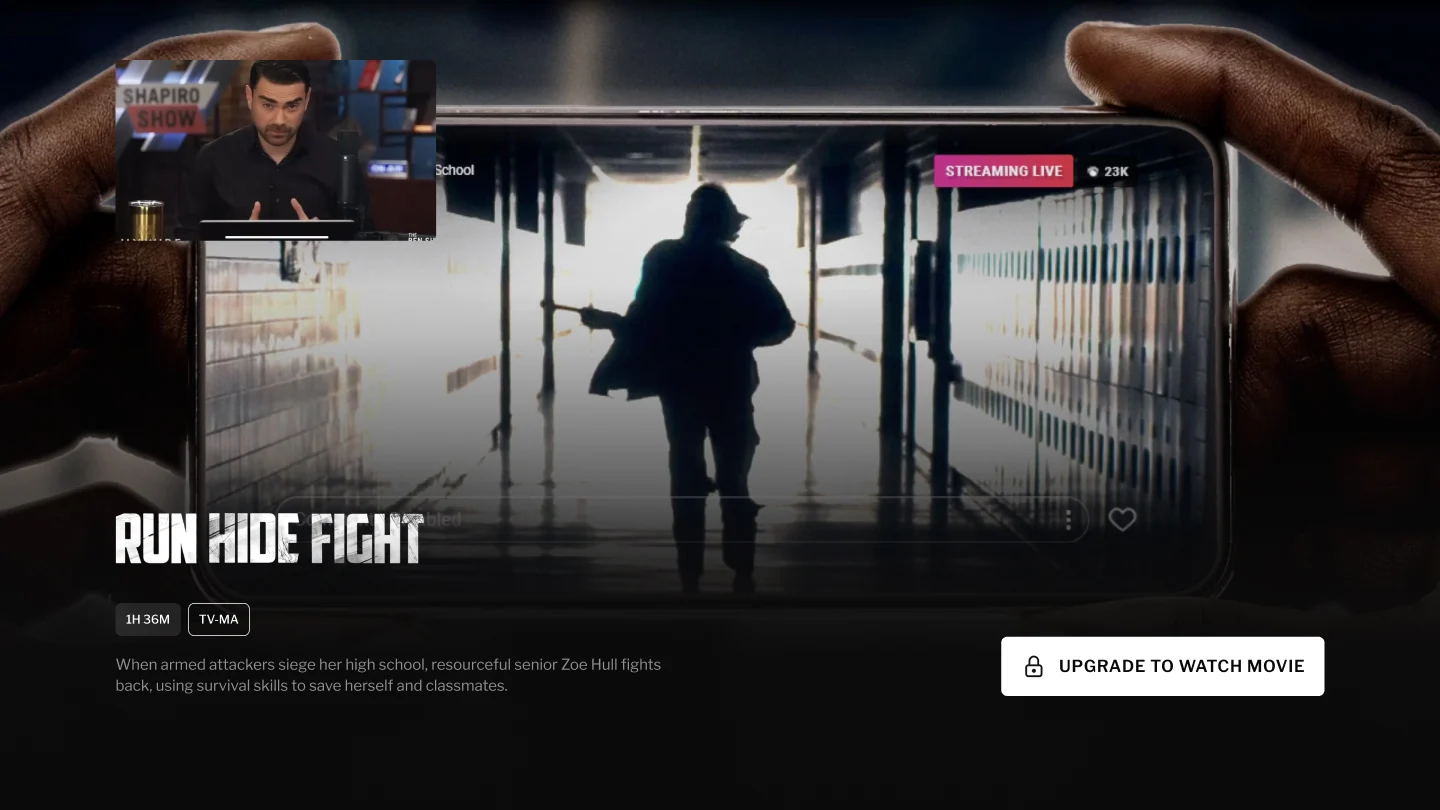 SHAPIRO
SHOW
School
STREAMING LIVE
23K
RUN HIDE FIGHT
1H 36M
TV-MA
When armed attackers siege her high school, resourceful senior Zoe Hull fights
back, using survival skills to save herself and classmates.
UPGRADE TO WATCH MOVIE